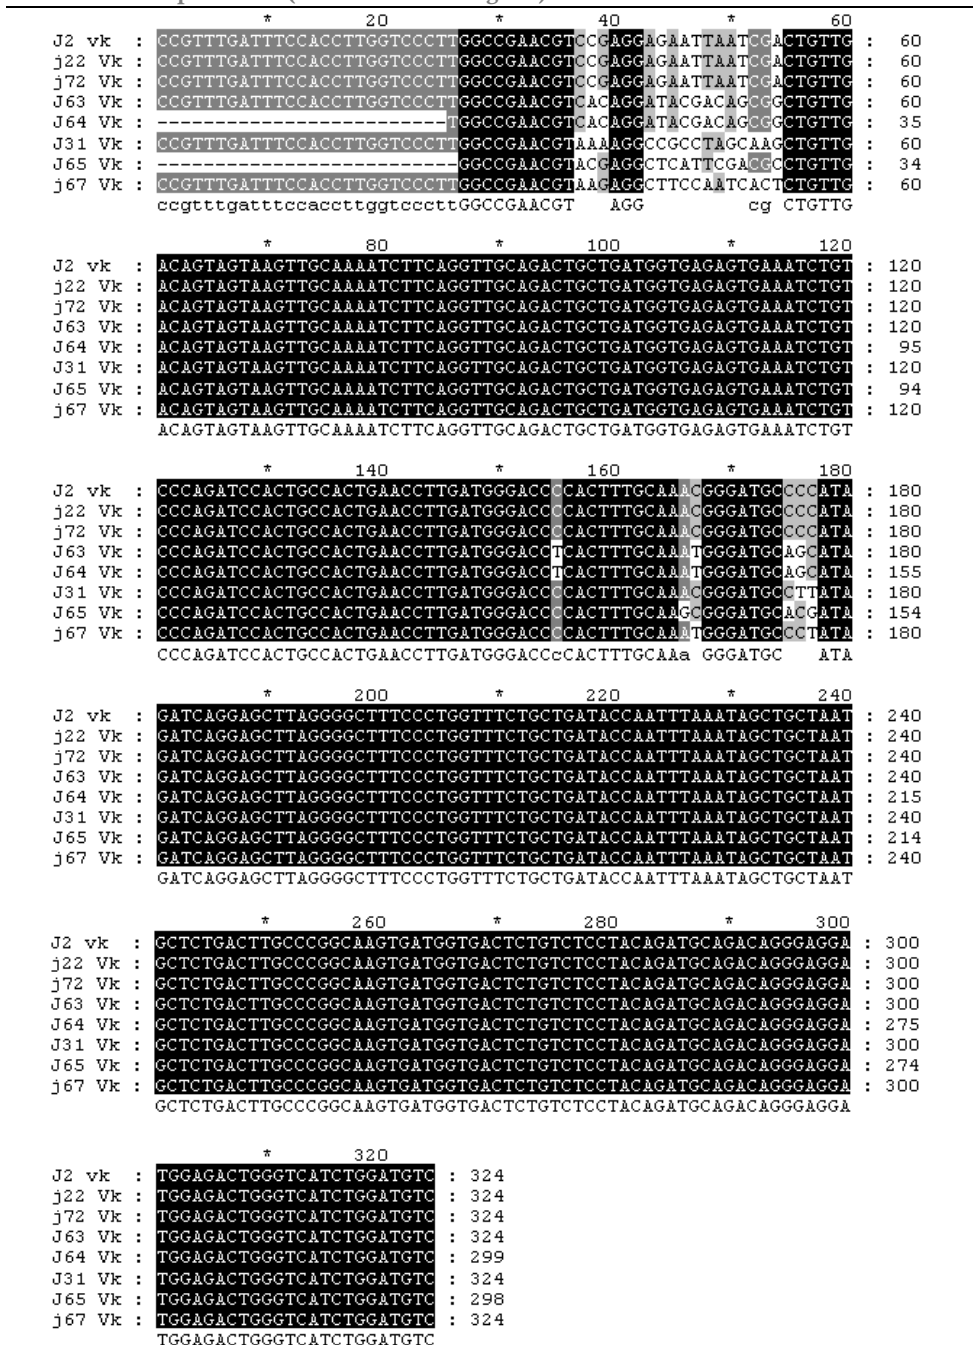 * 20 * 40 * 60
J2 vk : CCGTTTGATTTCCACCTTGGTCCCTTGGCCGAACGTCCGAGGAGAATTAATCGACTGTTG : 60
j22 Vk : CCGTTTGATTTCCACCTTGGTCCCTTGGCCGAACGTCCGAGGAGAATTAATCGACTGTTG : 60
j72 Vk : CCGTTTGATTTCCACCTTGGTCCCTTGGCCGAACGTCCGAGGAGAATTAATCGACTGTTG : 60
J63 Vk : CCGTTTGATTTCCACCTTGGTCCCTTGGCCGAACGTCACAGGATACGACAGCGGCTGTTG : 60
J64 Vk : -------------------------TGGCCGAACGTCACAGGATACGACAGCGGCTGTTG : 35
J31 Vk : CCGTTTGATTTCCACCTTGGTCCCTTGGCCGAACGTAAAAGGCCGCCTAGCAAGCTGTTG : 60
J65 Vk : --------------------------GGCCGAACGTACGAGGCTCATTCGACGCCTGTTG : 34
j67 Vk : CCGTTTGATTTCCACCTTGGTCCCTTGGCCGAACGTAAGAGGCTTCCAATCACTCTGTTG : 60
ccgtttgatttccaccttggtcccttGGCCGAACGT   AGG         cg CTGTTG
* 80 * 100 * 120
J2 vk : ACAGTAGTAAGTTGCAAAATCTTCAGGTTGCAGACTGCTGATGGTGAGAGTGAAATCTGT : 120
j22 Vk : ACAGTAGTAAGTTGCAAAATCTTCAGGTTGCAGACTGCTGATGGTGAGAGTGAAATCTGT : 120
j72 Vk : ACAGTAGTAAGTTGCAAAATCTTCAGGTTGCAGACTGCTGATGGTGAGAGTGAAATCTGT : 120
J63 Vk : ACAGTAGTAAGTTGCAAAATCTTCAGGTTGCAGACTGCTGATGGTGAGAGTGAAATCTGT : 120
J64 Vk : ACAGTAGTAAGTTGCAAAATCTTCAGGTTGCAGACTGCTGATGGTGAGAGTGAAATCTGT : 95
J31 Vk : ACAGTAGTAAGTTGCAAAATCTTCAGGTTGCAGACTGCTGATGGTGAGAGTGAAATCTGT : 120
J65 Vk : ACAGTAGTAAGTTGCAAAATCTTCAGGTTGCAGACTGCTGATGGTGAGAGTGAAATCTGT : 94
j67 Vk : ACAGTAGTAAGTTGCAAAATCTTCAGGTTGCAGACTGCTGATGGTGAGAGTGAAATCTGT : 120
ACAGTAGTAAGTTGCAAAATCTTCAGGTTGCAGACTGCTGATGGTGAGAGTGAAATCTGT
* 140 * 160 * 180
J2 vk : CCCAGATCCACTGCCACTGAACCTTGATGGGACCCCACTTTGCAAACGGGATGCCCCATA : 180
j22 Vk : CCCAGATCCACTGCCACTGAACCTTGATGGGACCCCACTTTGCAAACGGGATGCCCCATA : 180
j72 Vk : CCCAGATCCACTGCCACTGAACCTTGATGGGACCCCACTTTGCAAACGGGATGCCCCATA : 180
J63 Vk : CCCAGATCCACTGCCACTGAACCTTGATGGGACCTCACTTTGCAAATGGGATGCAGCATA : 180
J64 Vk : CCCAGATCCACTGCCACTGAACCTTGATGGGACCTCACTTTGCAAATGGGATGCAGCATA : 155
J31 Vk : CCCAGATCCACTGCCACTGAACCTTGATGGGACCCCACTTTGCAAACGGGATGCCTTATA : 180
J65 Vk : CCCAGATCCACTGCCACTGAACCTTGATGGGACCCCACTTTGCAAGCGGGATGCACGATA : 154
j67 Vk : CCCAGATCCACTGCCACTGAACCTTGATGGGACCCCACTTTGCAAATGGGATGCCCTATA : 180
CCCAGATCCACTGCCACTGAACCTTGATGGGACCcCACTTTGCAAa GGGATGC   ATA
* 200 * 220 * 240
J2 vk : GATCAGGAGCTTAGGGGCTTTCCCTGGTTTCTGCTGATACCAATTTAAATAGCTGCTAAT : 240
j22 Vk : GATCAGGAGCTTAGGGGCTTTCCCTGGTTTCTGCTGATACCAATTTAAATAGCTGCTAAT : 240
j72 Vk : GATCAGGAGCTTAGGGGCTTTCCCTGGTTTCTGCTGATACCAATTTAAATAGCTGCTAAT : 240
J63 Vk : GATCAGGAGCTTAGGGGCTTTCCCTGGTTTCTGCTGATACCAATTTAAATAGCTGCTAAT : 240
J64 Vk : GATCAGGAGCTTAGGGGCTTTCCCTGGTTTCTGCTGATACCAATTTAAATAGCTGCTAAT : 215
J31 Vk : GATCAGGAGCTTAGGGGCTTTCCCTGGTTTCTGCTGATACCAATTTAAATAGCTGCTAAT : 240
J65 Vk : GATCAGGAGCTTAGGGGCTTTCCCTGGTTTCTGCTGATACCAATTTAAATAGCTGCTAAT : 214
j67 Vk : GATCAGGAGCTTAGGGGCTTTCCCTGGTTTCTGCTGATACCAATTTAAATAGCTGCTAAT : 240
GATCAGGAGCTTAGGGGCTTTCCCTGGTTTCTGCTGATACCAATTTAAATAGCTGCTAAT
* 260 * 280 * 300
J2 vk : GCTCTGACTTGCCCGGCAAGTGATGGTGACTCTGTCTCCTACAGATGCAGACAGGGAGGA : 300
j22 Vk : GCTCTGACTTGCCCGGCAAGTGATGGTGACTCTGTCTCCTACAGATGCAGACAGGGAGGA : 300
j72 Vk : GCTCTGACTTGCCCGGCAAGTGATGGTGACTCTGTCTCCTACAGATGCAGACAGGGAGGA : 300
J63 Vk : GCTCTGACTTGCCCGGCAAGTGATGGTGACTCTGTCTCCTACAGATGCAGACAGGGAGGA : 300
J64 Vk : GCTCTGACTTGCCCGGCAAGTGATGGTGACTCTGTCTCCTACAGATGCAGACAGGGAGGA : 275
J31 Vk : GCTCTGACTTGCCCGGCAAGTGATGGTGACTCTGTCTCCTACAGATGCAGACAGGGAGGA : 300
J65 Vk : GCTCTGACTTGCCCGGCAAGTGATGGTGACTCTGTCTCCTACAGATGCAGACAGGGAGGA : 274
j67 Vk : GCTCTGACTTGCCCGGCAAGTGATGGTGACTCTGTCTCCTACAGATGCAGACAGGGAGGA : 300
GCTCTGACTTGCCCGGCAAGTGATGGTGACTCTGTCTCCTACAGATGCAGACAGGGAGGA
* 320
J2 vk : TGGAGACTGGGTCATCTGGATGTC : 324
j22 Vk : TGGAGACTGGGTCATCTGGATGTC : 324
j72 Vk : TGGAGACTGGGTCATCTGGATGTC : 324
J63 Vk : TGGAGACTGGGTCATCTGGATGTC : 324
J64 Vk : TGGAGACTGGGTCATCTGGATGTC : 299
J31 Vk : TGGAGACTGGGTCATCTGGATGTC : 324
J65 Vk : TGGAGACTGGGTCATCTGGATGTC : 298
j67 Vk : TGGAGACTGGGTCATCTGGATGTC : 324
TGGAGACTGGGTCATCTGGATGTC